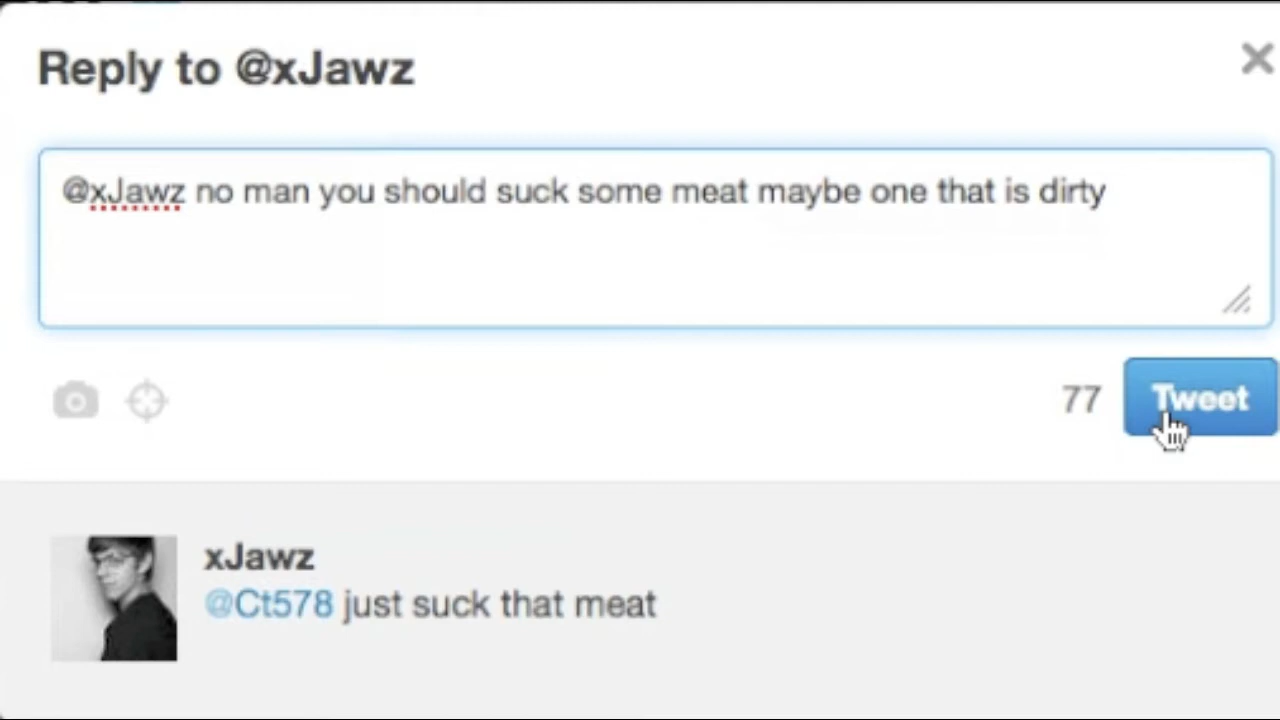 Reply to @xJawz
@xJawz no man you should suck some meat maybe one that is dirty
77
Tweet
xJawz
@Ct578 just suck that meat